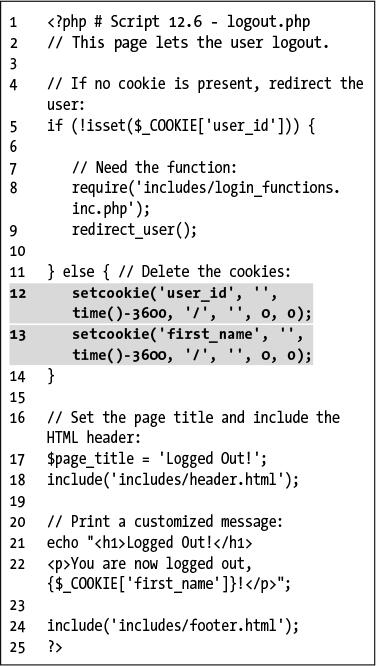 1 <?php # Script 12.6 - logout.php
2 // This page lets the user logout.
3
4 // If no cookie is present, redirect the
user:
5 if (!isset($_COOKIE['user_id'])) {
6
7 // Need the function:
8 require('includes/login_functions.
inc.php');
9 redirect_user();
10
11 } else { // Delete the cookies:
12 setcookie('user_id', '',
time()-3600, '/', '', 0, 0);
13 setcookie('first_name', '',
time()-3600, '/', '', 0, 0);
14 }
15
16 // Set the page title and include the
HTML header:
17 $page_title = 'Logged Out!';
18 include('includes/header.html');
19
20 // Print a customized message:
21 echo "<h1>Logged Out!</h1>
22 <p>You are now logged out,
{$_COOKIE['first_name']}!</p>";
23
24 include('includes/footer.html');
25 ?>